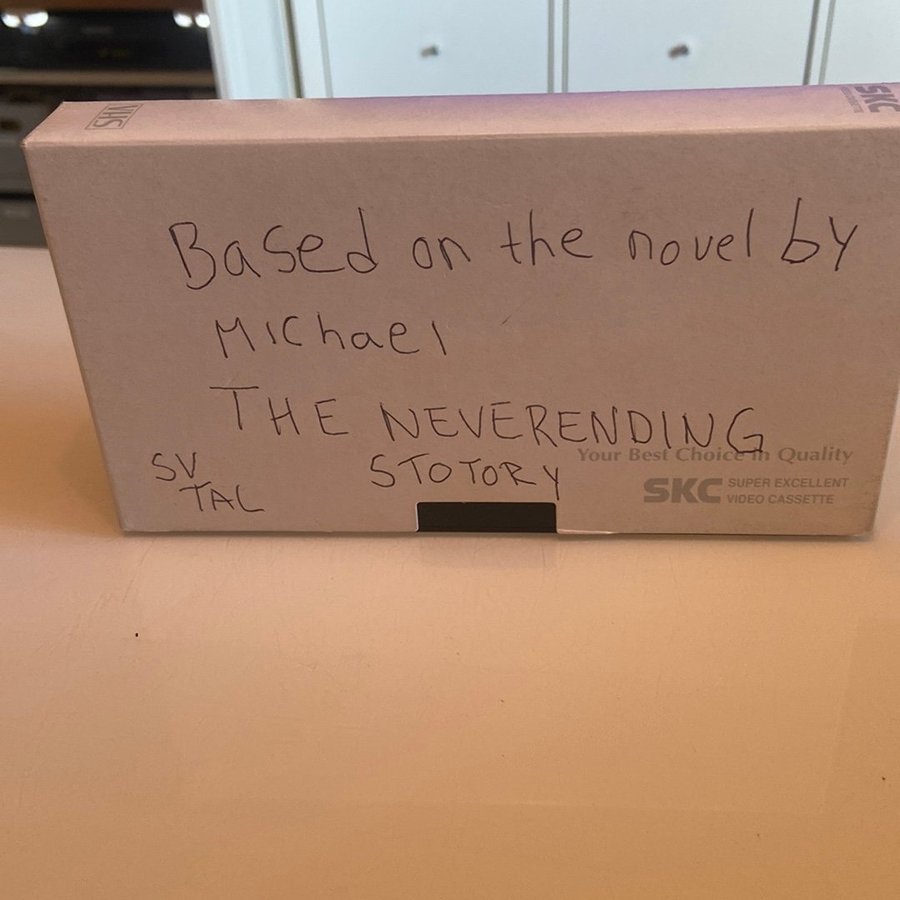 VHS
SKC
Based on the novel by
Michael
THE NEVERENDING
STOTORY
SV
TAL
Your Best Choice in Quality
SKC SUPER EXCELLENT
VIDEO CASSETTE